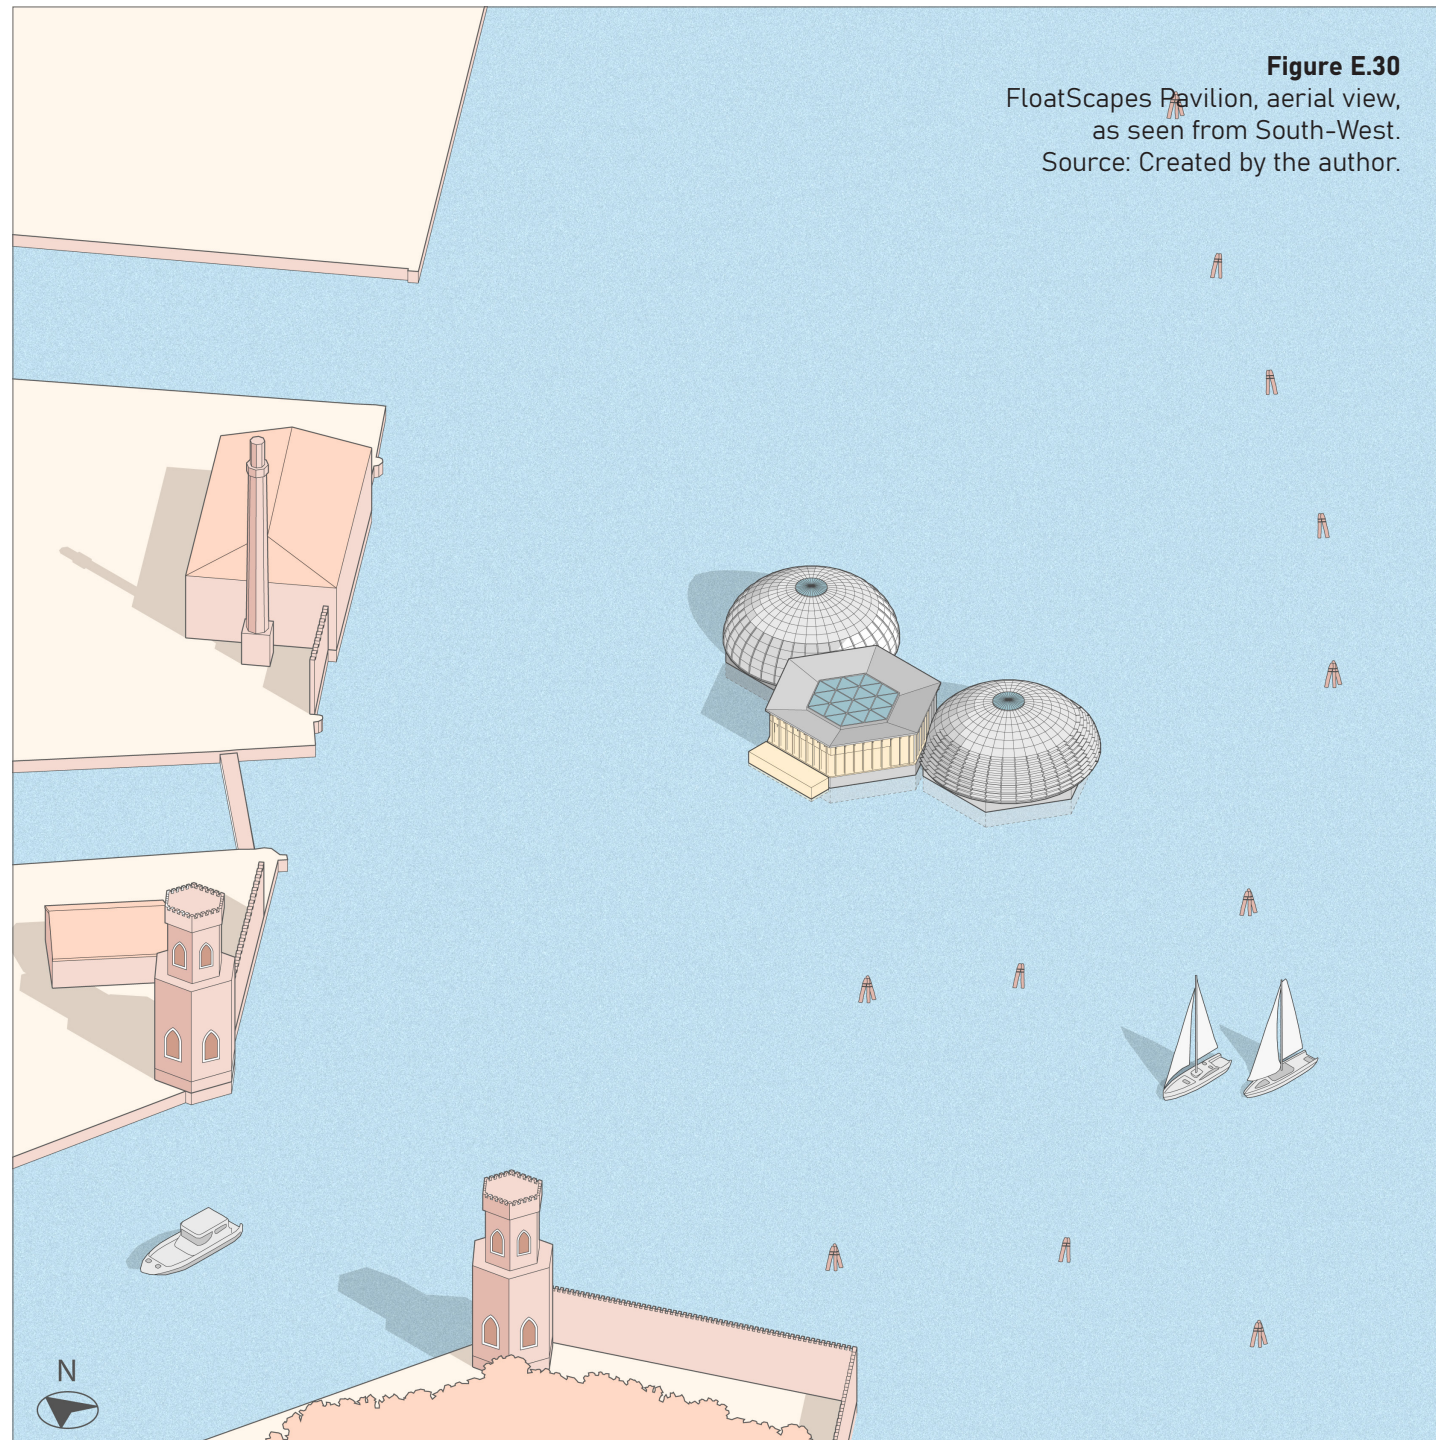 Figure E.30
FloatScapes Pavilion, aerial view,
as seen from South-West.
Source: Created by the author.
N